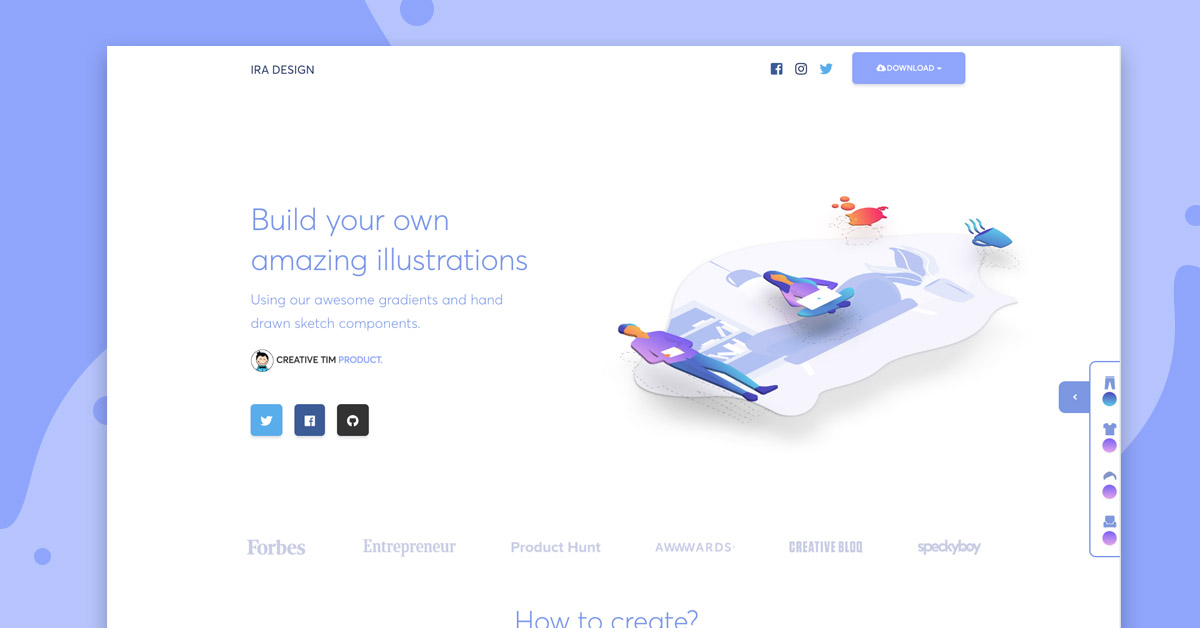 IRA DESIGN
DOWNLOAD
Build your own
amazing illustrations
Using our awesome gradients and hand
drawn sketch components.
CREATIVE TIM PRODUCT.
Forbes
Entrepreneur
Product Hunt
AWWWARDS.
CREATIVE BLOQ
speckyboy
How to create?